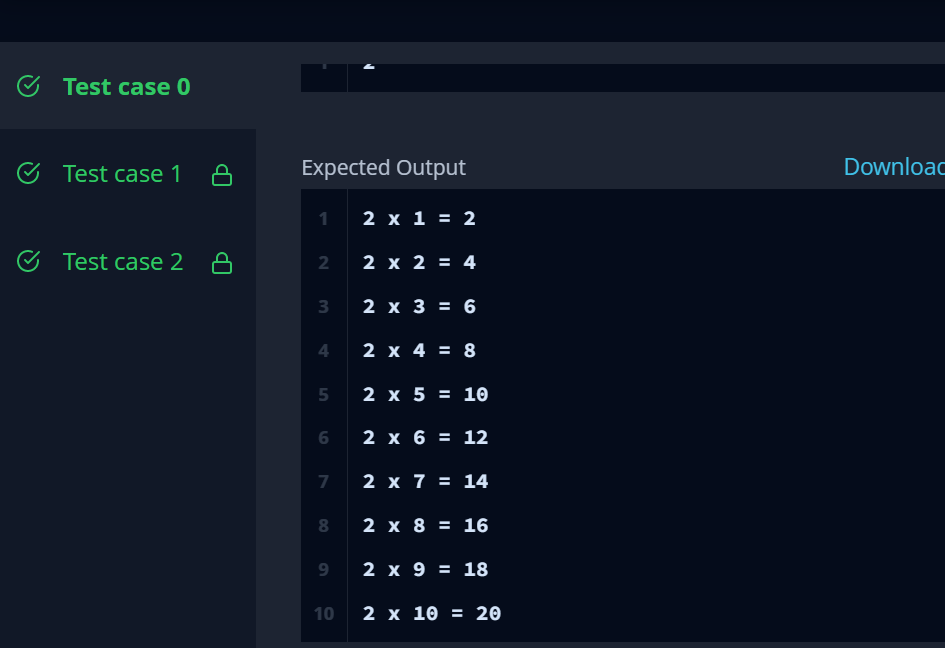 Test case 0
Test case 1
Test case 2
1 2
Expected Output
Download
1 2 x 1 = 2
2 2 x 2 = 4
3 2 x 3 = 6
4 2 x 4 = 8
5 2 x 5 = 10
6 2 x 6 = 12
7 2 x 7 = 14
8 2 x 8 = 16
9 2 x 9 = 18
10 2 x 10 = 20